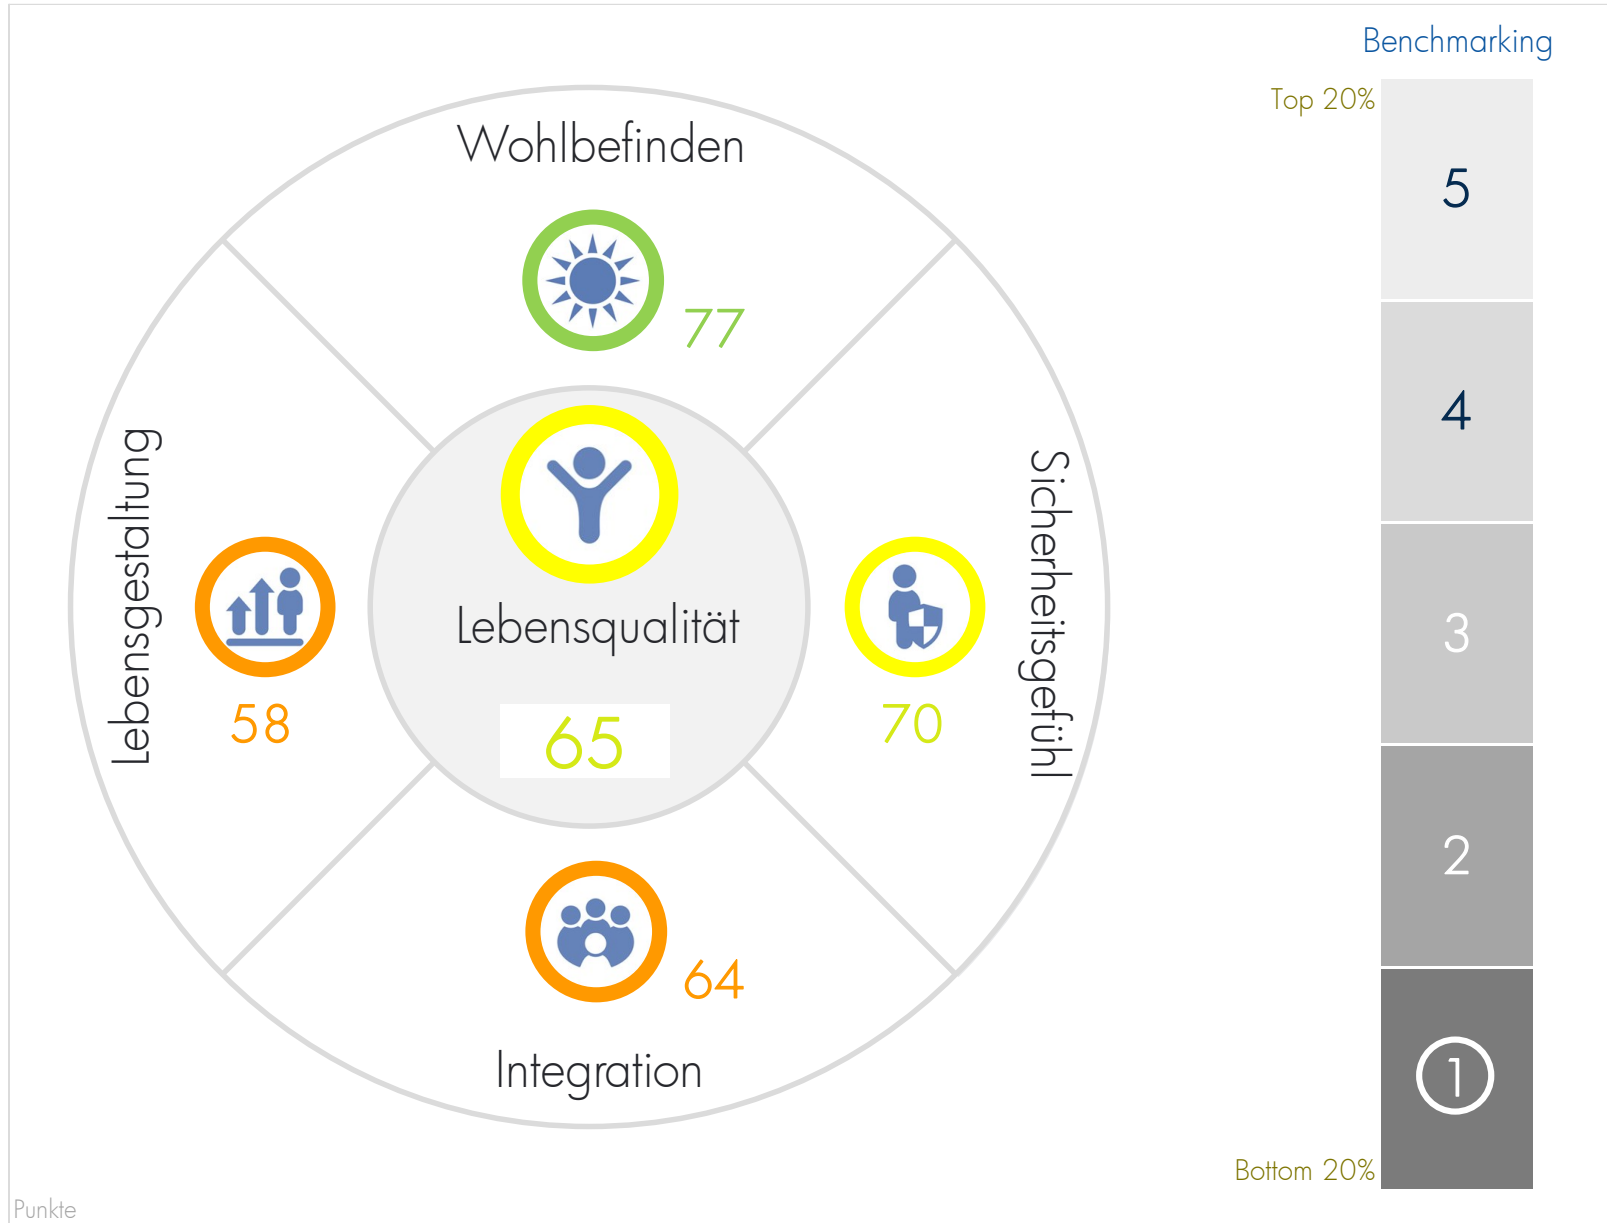 Benchmarking
Top 20%
5
4
3
2
1
Bottom 20%
Wohlbefinden
77
Lebensgestaltung
58
Lebensqualität
65
Sicherheitsgefühl
70
64
Integration
Punkte